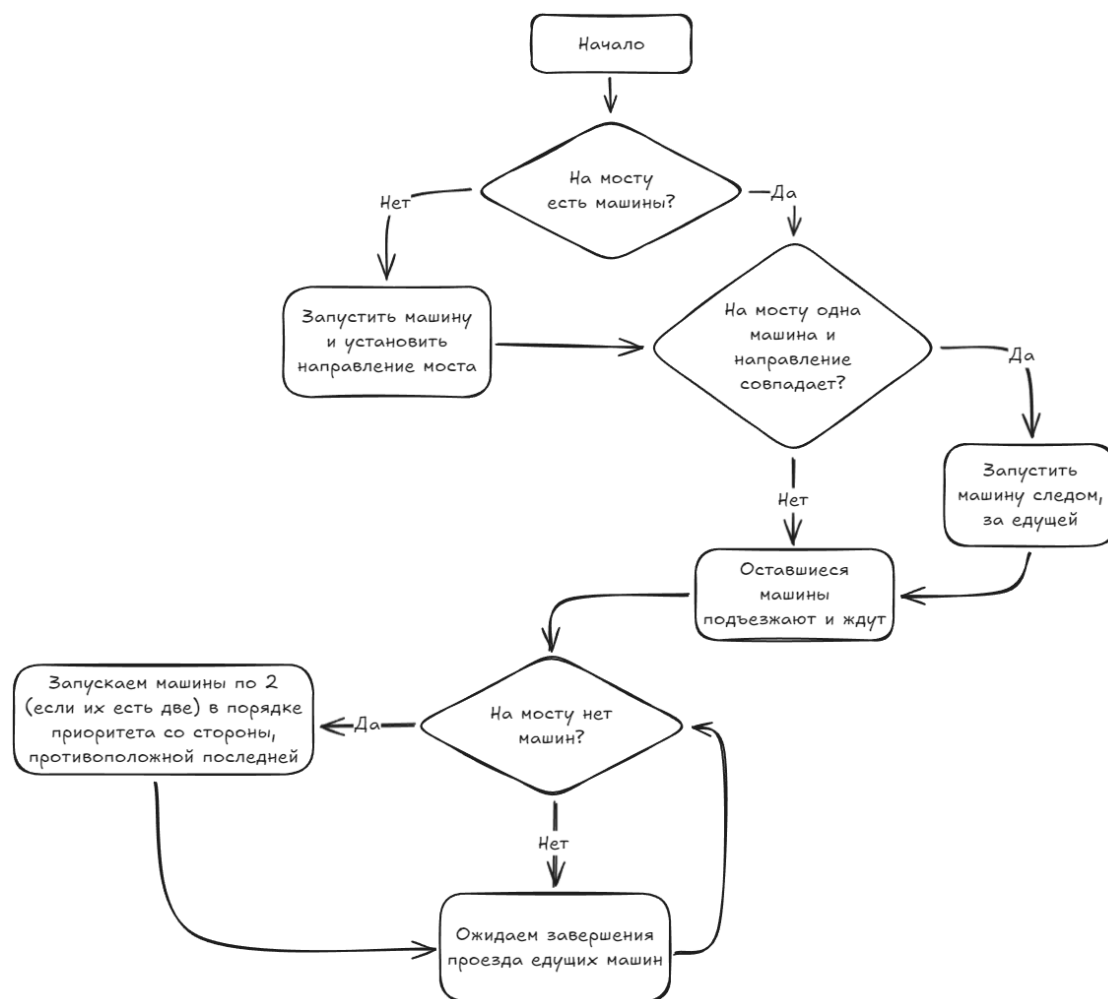 Начало
На мосту
есть машины?
Нет
Да
Запустить машину
и установить
направление моста
На мосту одна
машина и
направление
совпадает?
Да
Нет
Запустить
машину следом,
за едущей
Оставшиеся
машины
подъезжают и ждут
На мосту нет
машин?
Да
Запускаем машины по 2
(если их есть две) в порядке
приоритета со стороны,
противоположной последней
Нет
Ожидаем завершения
проезда едущих машин